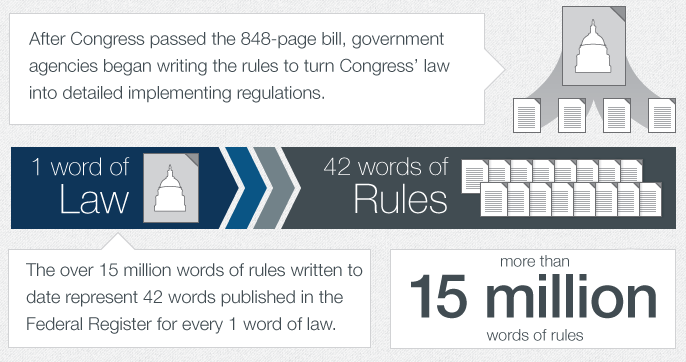 After Congress passed the 848-page bill, government
agencies began writing the rules to turn Congress’ law
into detailed implementing regulations.
1 word of
Law
42 words of
Rules
The over 15 million words of rules written to
date represent 42 words published in the
Federal Register for every 1 word of law.
more than
15 million
words of rules